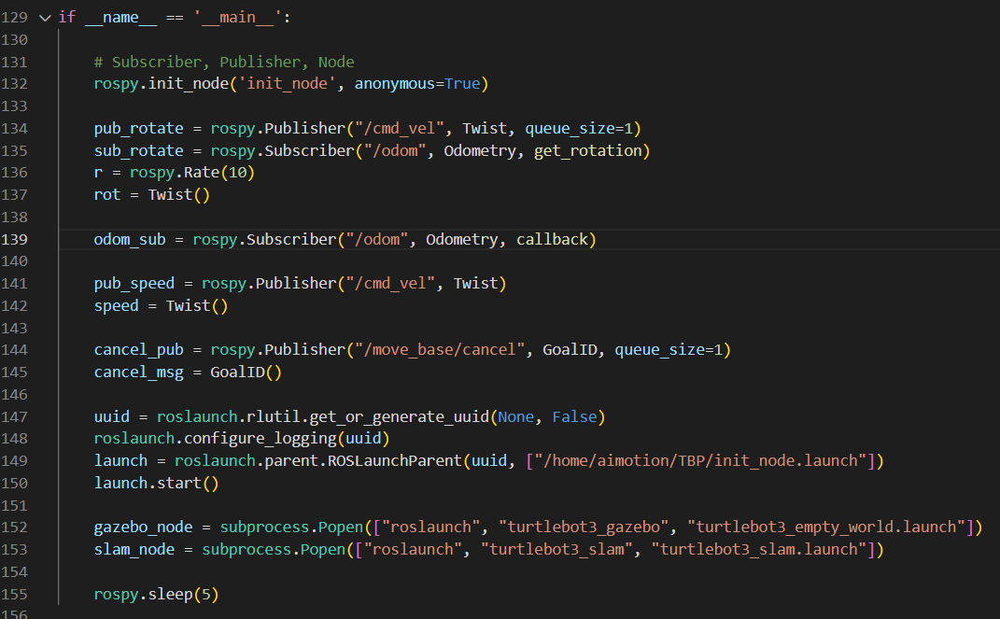 129 if __name__ == '__main__':
130
131 # Subscriber, Publisher, Node
132 rospy.init_node('init_node', anonymous=True)
133
134 pub_rotate = rospy.Publisher("/cmd_vel", Twist, queue_size=1)
135 sub_rotate = rospy.Subscriber("/odom", Odometry, get_rotation)
136 r = rospy.Rate(10)
137 rot = Twist()
138
139 odom_sub = rospy.Subscriber("/odom", Odometry, callback)
140
141 pub_speed = rospy.Publisher("/cmd_vel", Twist)
142 speed = Twist()
143
144 cancel_pub = rospy.Publisher("/move_base/cancel", GoalID, queue_size=1)
145 cancel_msg = GoalID()
146
147 uuid = roslaunch.rlutil.get_or_generate_uuid(None, False)
148 roslaunch.configure_logging(uuid)
149 launch = roslaunch.parent.ROSLaunchParent(uuid, ["/home/aimotion/TBP/init_node.launch"])
150 launch.start()
151
152 gazebo_node = subprocess.Popen(["roslaunch", "turtlebot3_gazebo", "turtlebot3_empty_world.launch"])
153 slam_node = subprocess.Popen(["roslaunch", "turtlebot3_slam", "turtlebot3_slam.launch"])
154
155 rospy.sleep(5)
156